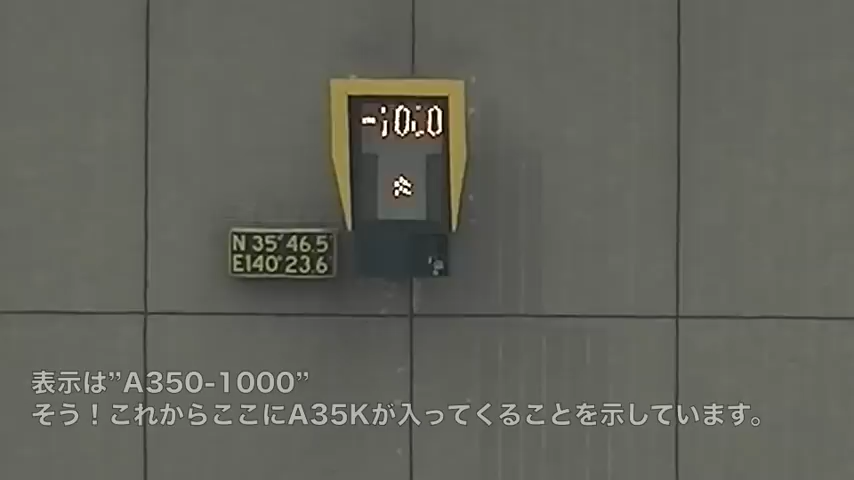 N 35°46.5'
E140°23.6'
表示は”A350-1000”
そう！これからここにA35Kが入ってくることを示しています。